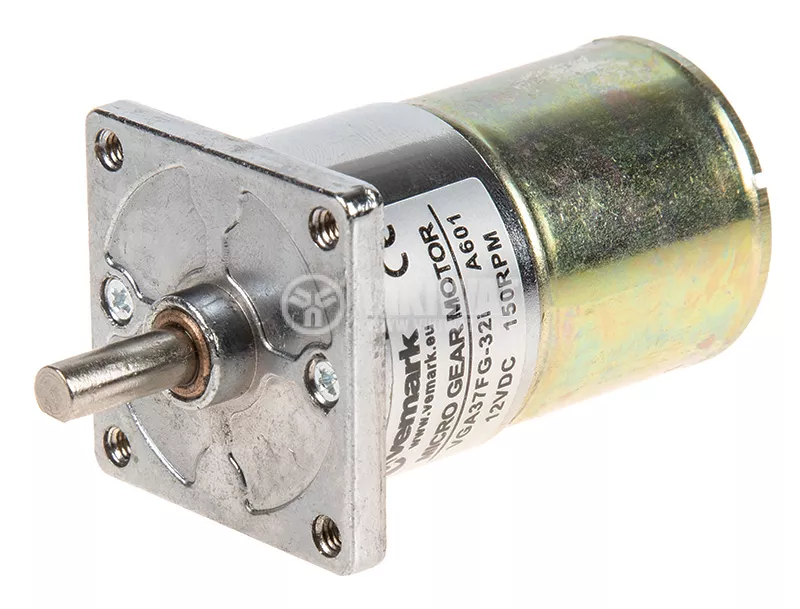 CE
vemark
www.vemark.eu
MICRO GEAR MOTOR
VGA37FG-32i A601
12VDC 150RPM